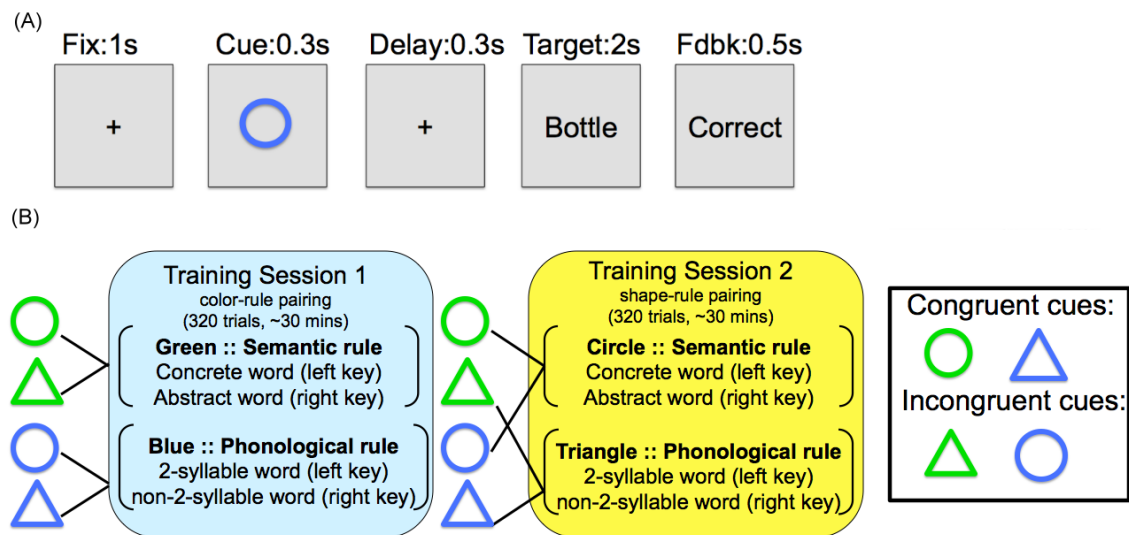 (A)
Fix:1s Cue:0.3s Delay:0.3s Target:2s Fdbk:0.5s
+ + Bottle Correct
(B)
Training Session 1
color-rule pairing
(320 trials, ~30 mins)
Green :: Semantic rule
Concrete word (left key)
Abstract word (right key)
Blue :: Phonological rule
2-syllable word (left key)
non-2-syllable word (right key)
Training Session 2
shape-rule pairing
(320 trials, ~30 mins)
Circle :: Semantic rule
Concrete word (left key)
Abstract word (right key)
Triangle :: Phonological rule
2-syllable word (left key)
non-2-syllable word (right key)
Congruent cues:
Incongruent cues: